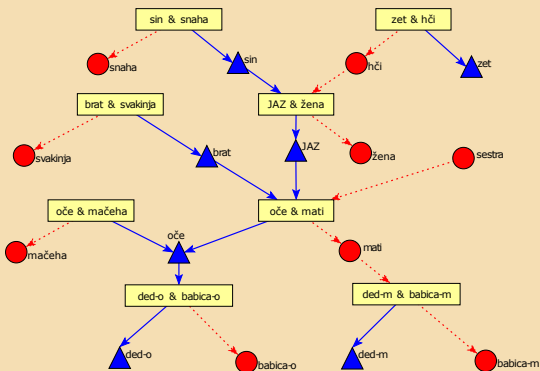 sin & snaha
zet & hči
snaha
sin
hči
zet
brat & svakinja
JAZ & žena
svakinja
brat
JAZ
žena
sestra
oče & mačeha
oče & mati
mačeha
oče
mati
ded-o & babica-o
ded-m & babica-m
ded-o
babica-o
ded-m
babica-m